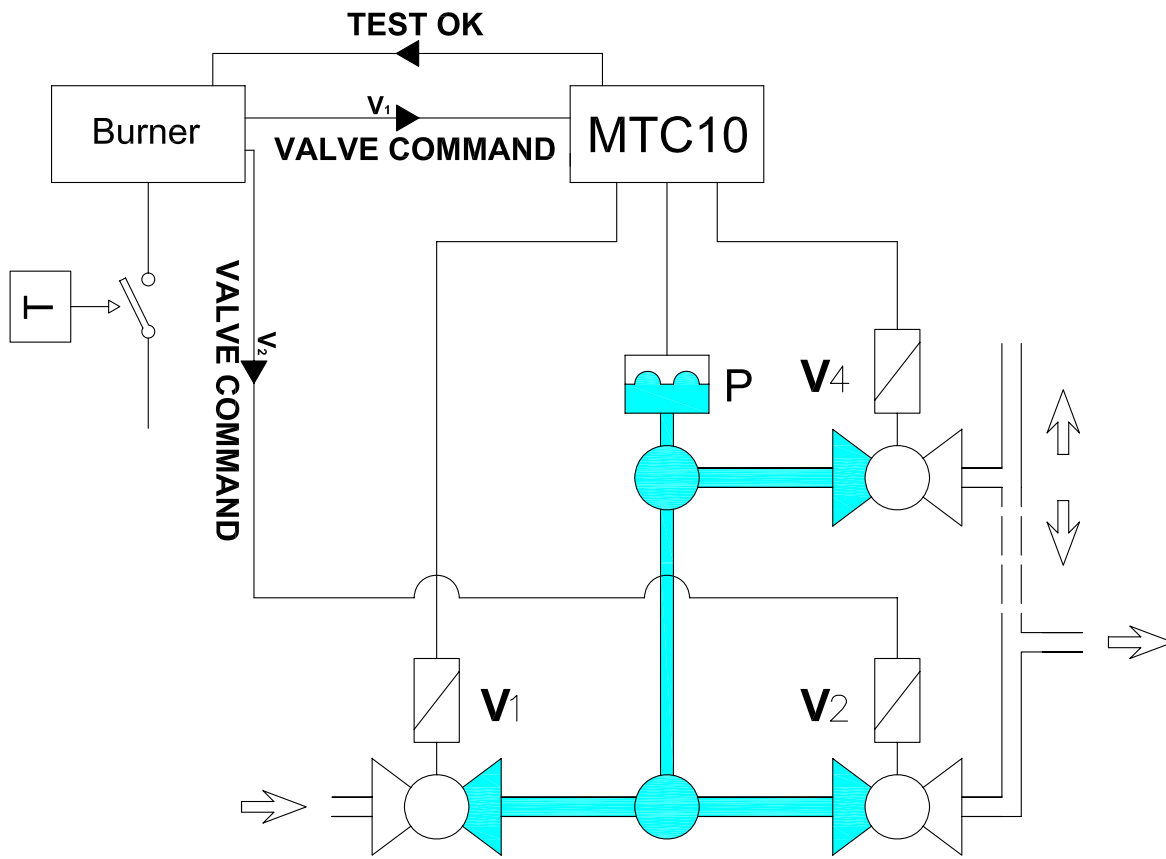 TEST OK
Burner
V₁
VALVE COMMAND
MTC10
T
VALVE COMMAND
V₂
P
V4
V1
V2